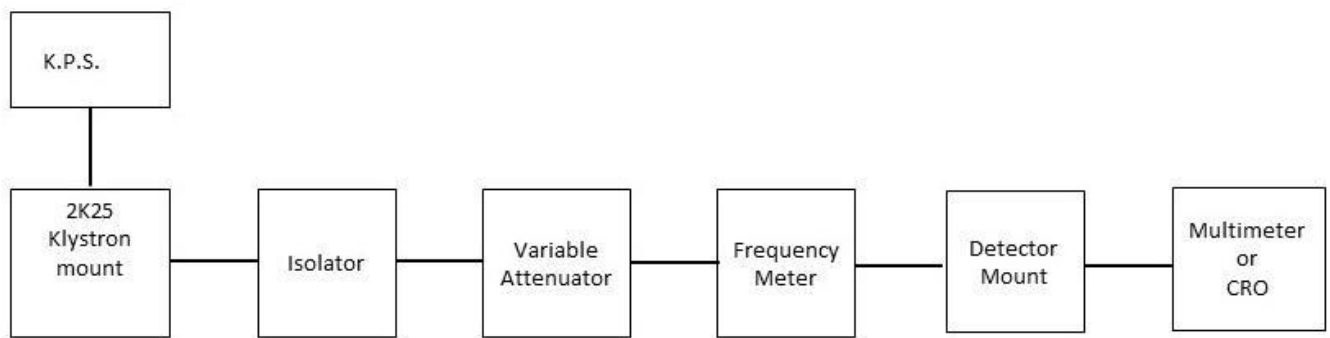 K.P.S.
2K25
Klystron
mount
Isolator
Variable
Attenuator
Frequency
Meter
Detector
Mount
Multimeter
or
CRO